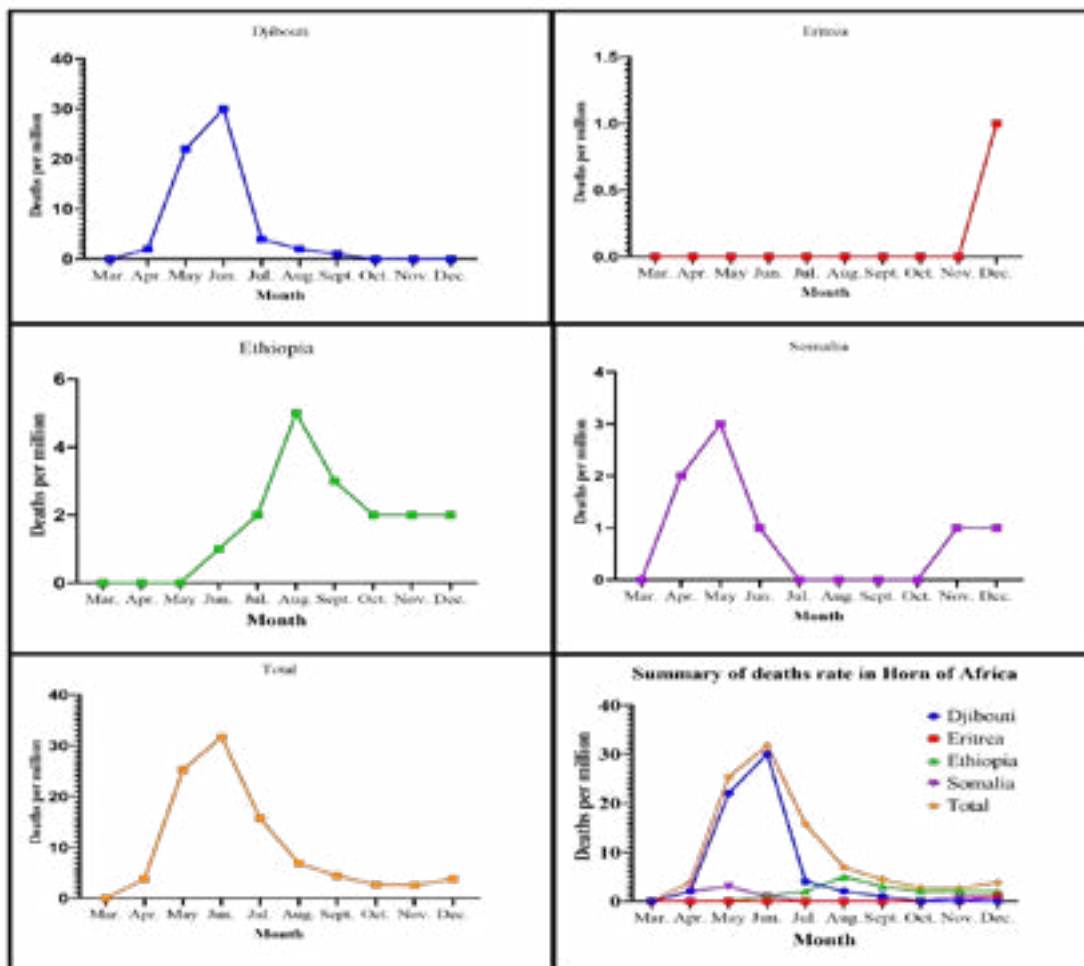 Djibouti
40
30
20
10
0
Deaths per million
Mar. Apr. May Jun. Jul. Aug. Sept. Oct. Nov. Dec.
Month
Eritrea
1.5
1.0
0.5
0.0
Deaths per million
Mar. Apr. May Jun. Jul. Aug. Sept. Oct. Nov. Dec.
Month
Ethiopia
6
4
2
0
Deaths per million
Mar. Apr. May Jun. Jul. Aug. Sept. Oct. Nov. Dec.
Month
Somalia
4
3
2
1
0
Deaths per million
Mar. Apr. May Jun. Jul. Aug. Sept. Oct. Nov. Dec.
Month
Total
40
30
20
10
0
Deaths per million
Mar. Apr. May Jun. Jul. Aug. Sept. Oct. Nov. Dec.
Month
Summary of deaths rate in Horn of Africa
40
30
20
10
0
Deaths per million
Djibouti
Eritrea
Ethiopia
Somalia
Total
Mar. Apr. May Jun. Jul. Aug. Sept. Oct. Nov. Dec.
Month